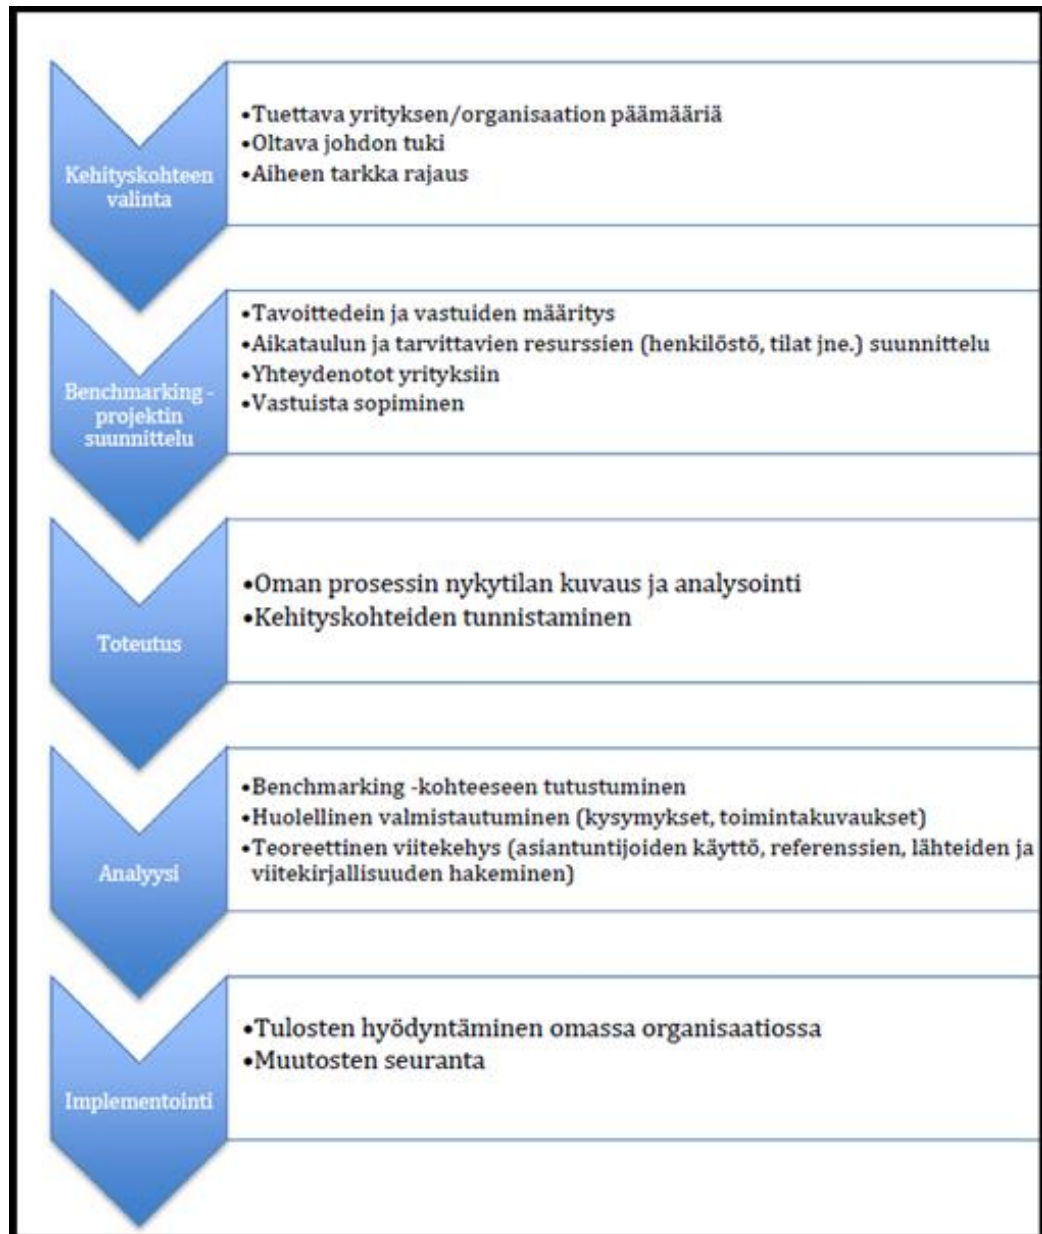 Kehityskohteen
valinta
•Tuettava yrityksen/organisaation päämääriä
•Oltava johdon tuki
•Aiheen tarkka rajaus
Benchmarking -
projektin
suunnittelu
•Tavoittedein ja vastuiden määritys
•Aikataulun ja tarvittavien resurssien (henkilöstö, tilat jne.) suunnittelu
•Yhteydenotot yrityksiin
•Vastuista sopiminen
Toteutus
•Oman prosessin nykytilan kuvaus ja analysointi
•Kehityskohteiden tunnistaminen
Analyysi
•Benchmarking -kohteeseen tutustuminen
•Huolellinen valmistautuminen (kysymykset, toimintakuvaukset)
•Teoreettinen viitekehys (asiantuntijoiden käyttö, referenssien, lähteiden ja
viitekirjallisuuden hakeminen)
Implementointi
•Tulosten hyödyntäminen omassa organisaatiossa
•Muutosten seuranta